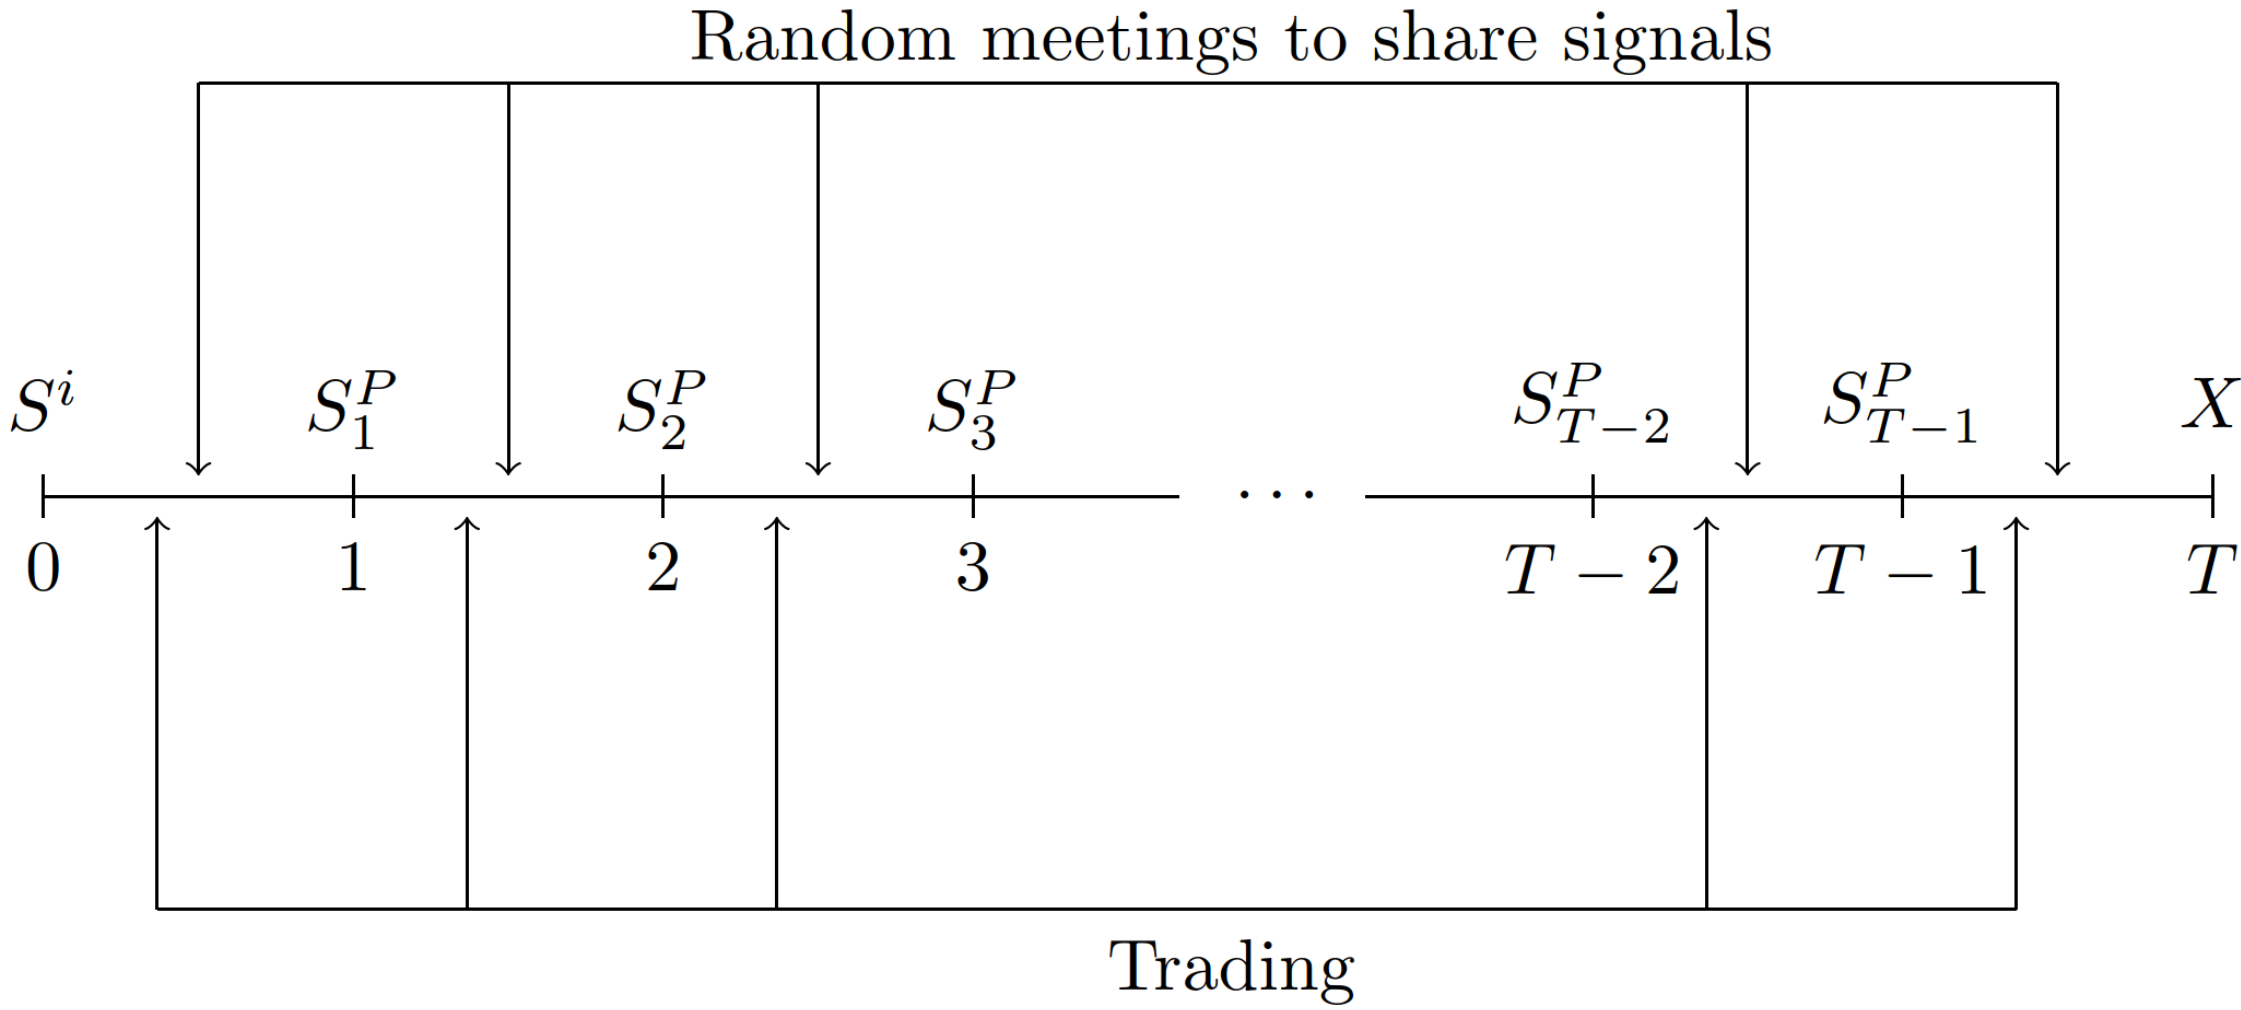 Random meetings to share signals
S^i S_1^P S_2^P S_3^P S_{T-2}^P S_{T-1}^P X
...
0 1 2 3 T − 2 T − 1 T
Trading